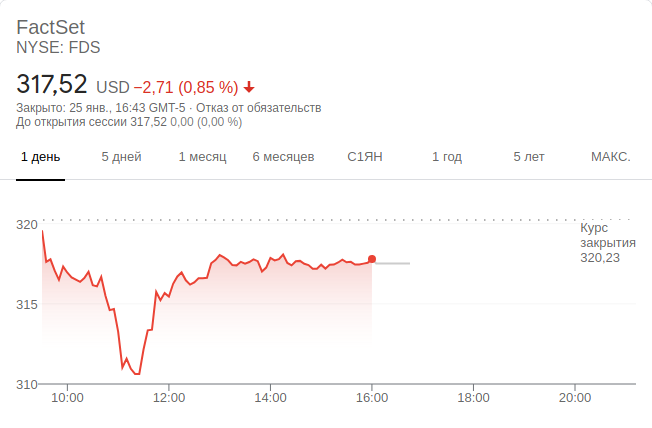 FactSet
NYSE: FDS
317,52 USD −2,71 (0,85 %)
Закрыто: 25 янв., 16:43 GMT-5 · Отказ от обязательств
До открытия сессии 317,52 0,00 (0,00 %)
1 день 5 дней 1 месяц 6 месяцев С1ЯН 1 год 5 лет МАКС.
320
Курс
закрытия
320,23
315
310
10:00 12:00 14:00 16:00 18:00 20:00